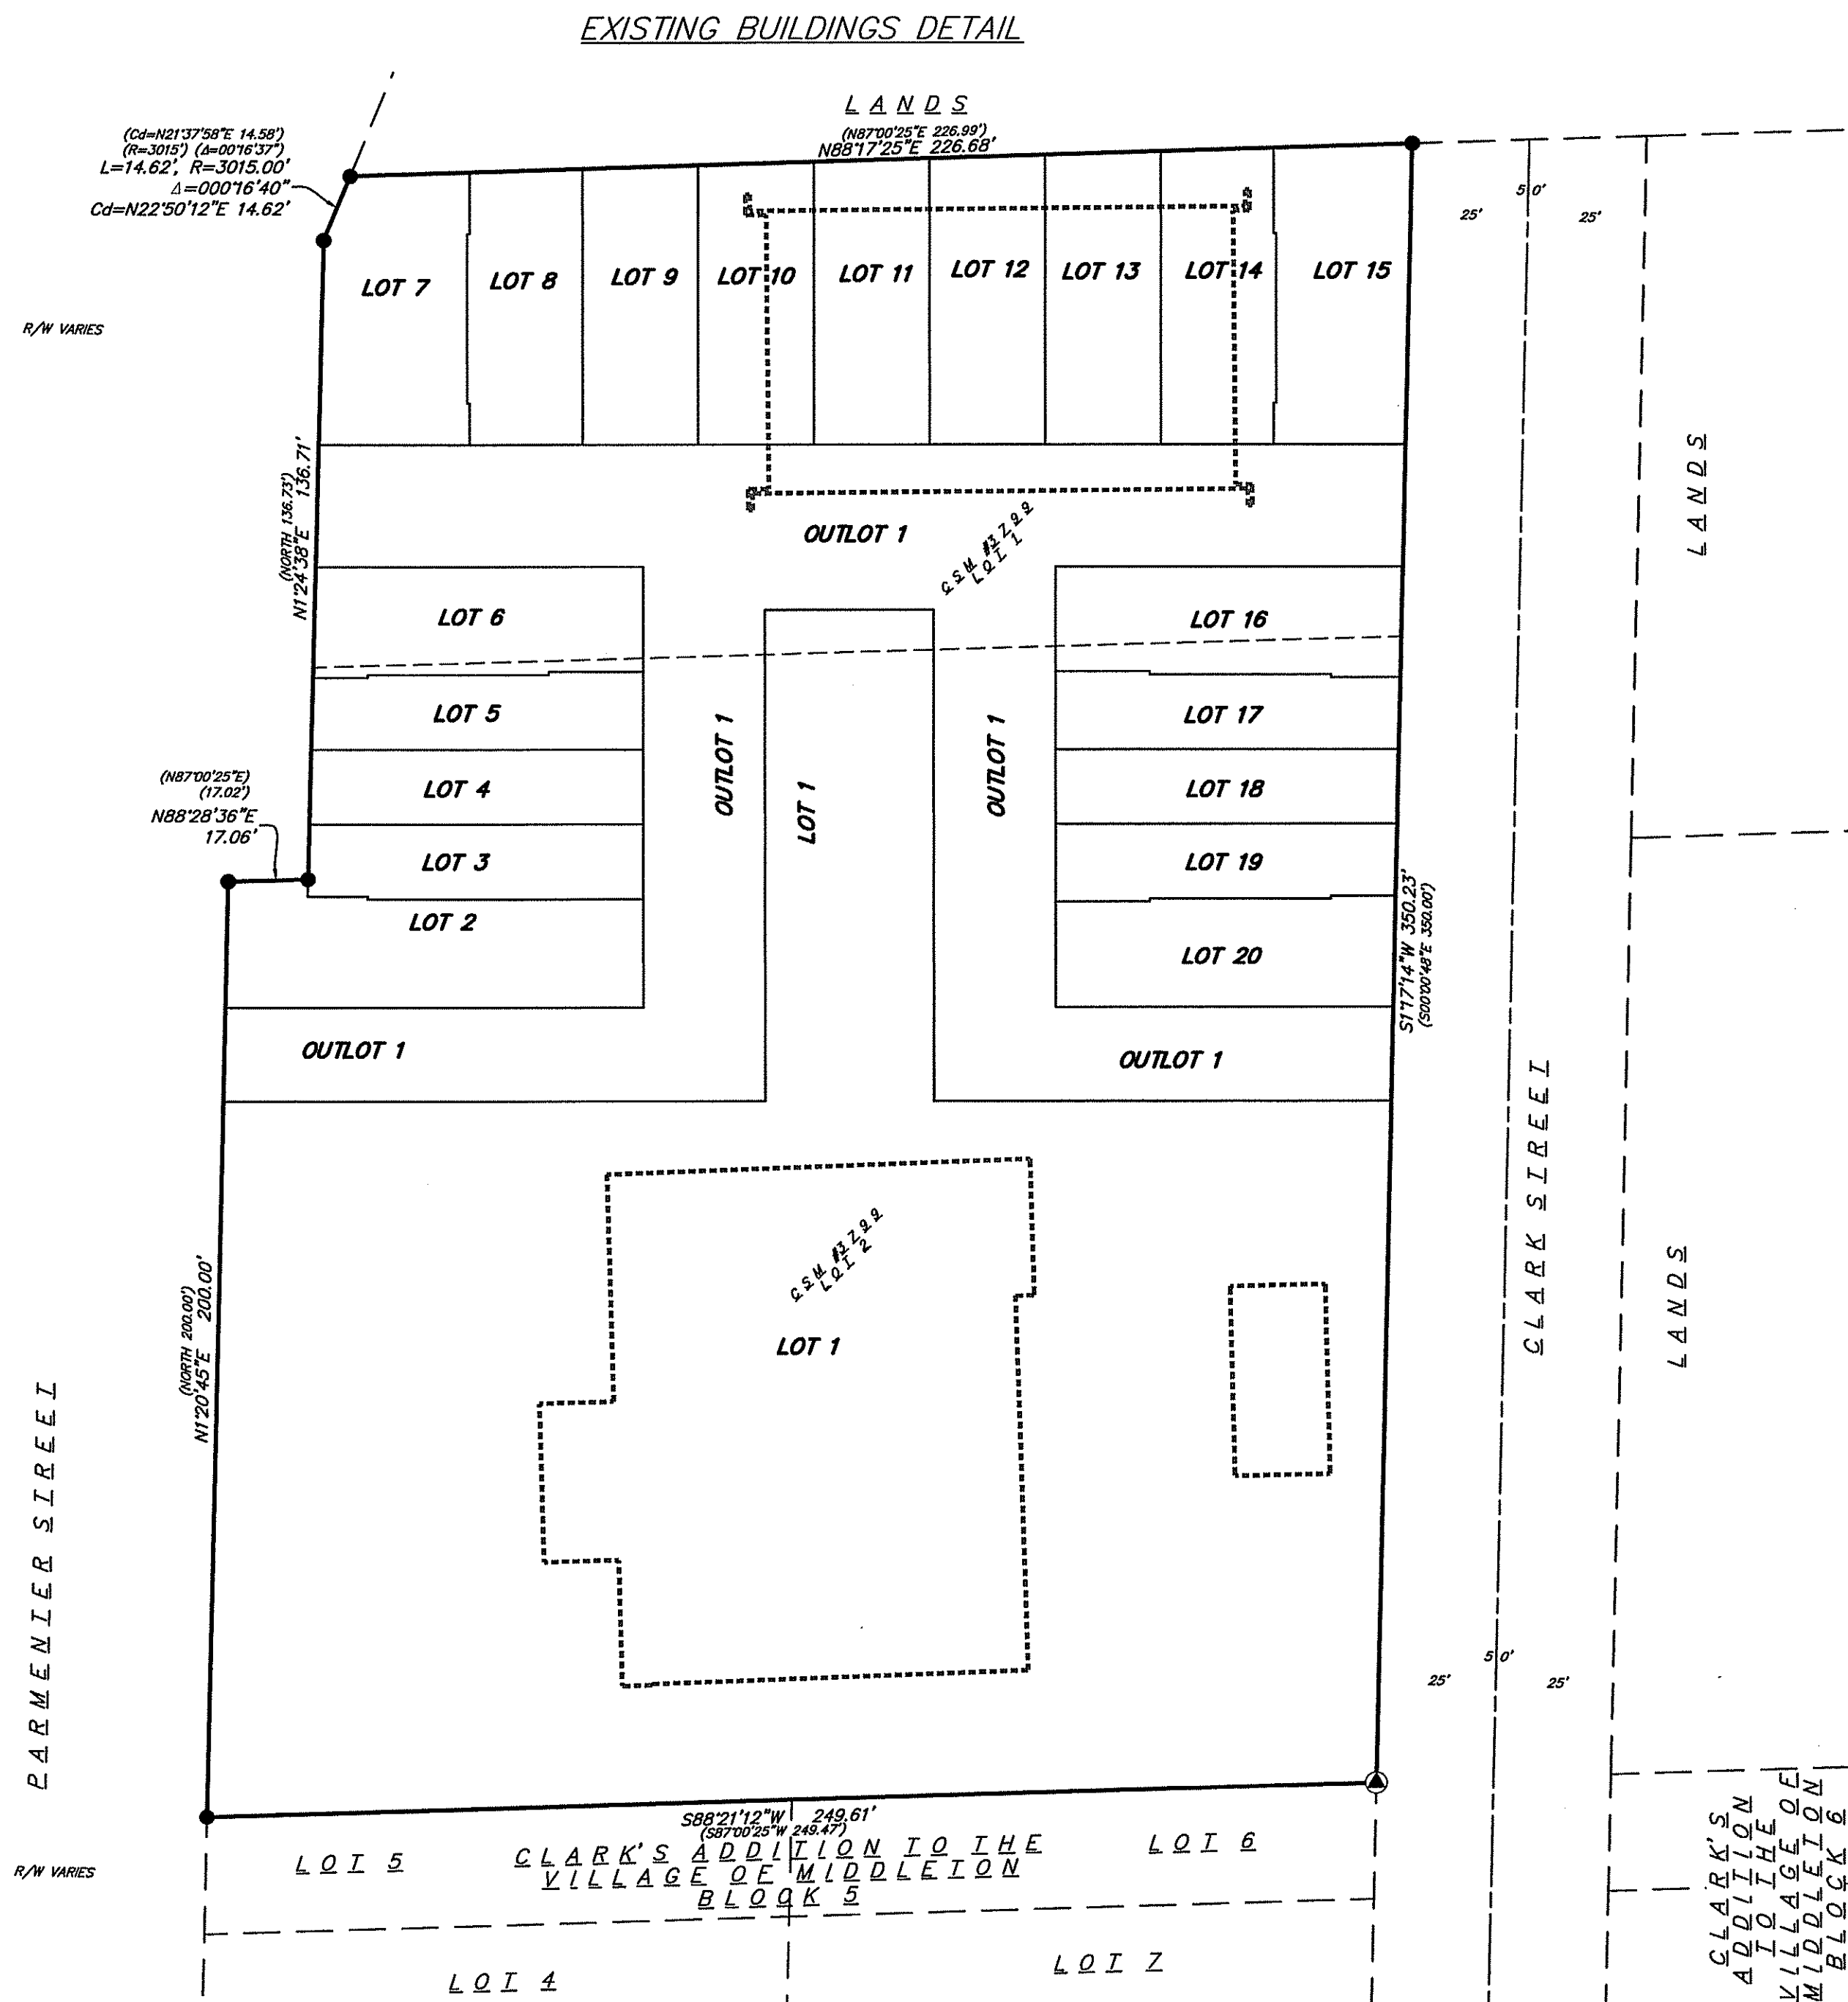 EXISTING BUILDINGS DETAIL
LANDS
(N87°00'25"E 226.99')
N88°17'25"E 226.68'
(Cd=N21°37'58"E 14.58')
(R=3015') (Δ=00°16'37")
L=14.62', R=3015.00'
Δ=000°16'40"
Cd=N22°50'12"E 14.62'
50'
25'
25'
R/W VARIES
LOT 7
LOT 8
LOT 9
LOT 10
LOT 11
LOT 12
LOT 13
LOT 14
LOT 15
(NORTH 136.73')
N1°24'38"E 136.71'
LANDS
OUTLOT 1
CSM #3799
LOT 1
LOT 6
LOT 16
LOT 5
LOT 17
OUTLOT 1
LOT 1
OUTLOT 1
LOT 4
LOT 18
(N87°00'25"E)
(17.02')
N88°28'36"E
17.06'
LOT 3
LOT 19
LOT 2
LOT 20
S1°17'14"W 350.23'
(S00°00'48"E 350.00')
OUTLOT 1
OUTLOT 1
CLARK STREET
LANDS
CSM #3799
LOT 2
LOT 1
(NORTH 200.00')
N1°20'45"E 200.00'
PARMENTER STREET
50'
25'
25'
S88°21'12"W 249.61'
(S87°00'25"W 249.47')
R/W VARIES
LOT 5
CLARK'S ADDITION TO THE
VILLAGE OF MIDDLETON
BLOCK 5
LOT 6
LOT 4
LOT 7
CLARK'S
ADDITION
TO THE
VILLAGE OF
MIDDLETON
BLOCK 6